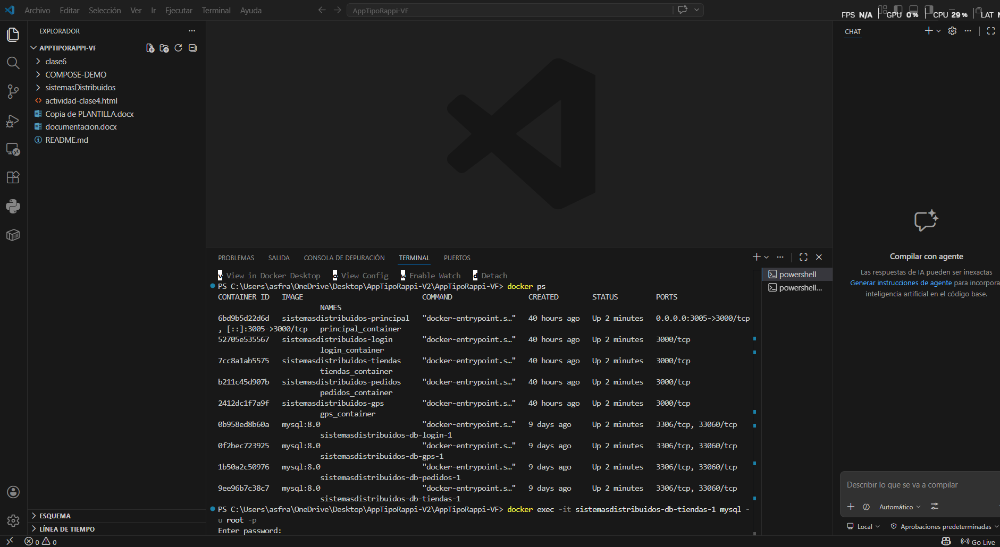 Archivo Editar Selección Ver Ir Ejecutar Terminal Ayuda
AppTipoRappi-VF
FPS N/A GPU 0% CPU 29% LAT
EXPLORADOR
APPTIPORAPPI-VF
clase6
COMPOSE-DEMO
sistemasDistribuidos
actividad-clase4.html
Copia de PLANTILLA.docx
documentacion.docx
README.md
ESQUEMA
LÍNEA DE TIEMPO
PROBLEMAS SALIDA CONSOLA DE DEPURACIÓN TERMINAL PUERTOS
v View in Docker Desktop o View Config w Enable Watch d Detach
PS C:\Users\asfra\OneDrive\Desktop\AppTipoRappi-V2\AppTipoRappi-VF> docker ps
CONTAINER ID IMAGE COMMAND CREATED STATUS PORTS
NAMES
6bd9b5d22d6d sistemasdistribuidos-principal "docker-entrypoint.s…" 40 hours ago Up 2 minutes 0.0.0.0:3005->3000/tcp
, [::]:3005->3000/tcp principal_container
52705e535567 sistemasdistribuidos-login "docker-entrypoint.s…" 40 hours ago Up 2 minutes 3000/tcp
login_container
7cc8a1ab5575 sistemasdistribuidos-tiendas "docker-entrypoint.s…" 40 hours ago Up 2 minutes 3000/tcp
tiendas_container
b211c45d907b sistemasdistribuidos-pedidos "docker-entrypoint.s…" 40 hours ago Up 2 minutes 3000/tcp
pedidos_container
2412dc1f7a9f sistemasdistribuidos-gps "docker-entrypoint.s…" 40 hours ago Up 2 minutes 3000/tcp
gps_container
0b958ed8b60a mysql:8.0 "docker-entrypoint.s…" 9 days ago Up 2 minutes 3306/tcp, 33060/tcp
sistemasdistribuidos-db-login-1
0f2bec723925 mysql:8.0 "docker-entrypoint.s…" 9 days ago Up 2 minutes 3306/tcp, 33060/tcp
sistemasdistribuidos-db-gps-1
1b50a2c50976 mysql:8.0 "docker-entrypoint.s…" 9 days ago Up 2 minutes 3306/tcp, 33060/tcp
sistemasdistribuidos-db-pedidos-1
9ee96b7c38c7 mysql:8.0 "docker-entrypoint.s…" 9 days ago Up 2 minutes 3306/tcp, 33060/tcp
sistemasdistribuidos-db-tiendas-1
PS C:\Users\asfra\OneDrive\Desktop\AppTipoRappi-V2\AppTipoRappi-VF> docker exec -it sistemasdistribuidos-db-tiendas-1 mysql -
u root -p
Enter password:
powershell
powershell...
CHAT
Compilar con agente
Las respuestas de IA pueden ser inexactas
Generar instrucciones de agente para incorpora
inteligencia artificial en el código base.
Describir lo que se va a compilar
Automático
Local Aprobaciones predeterminadas
0 0
Go Live